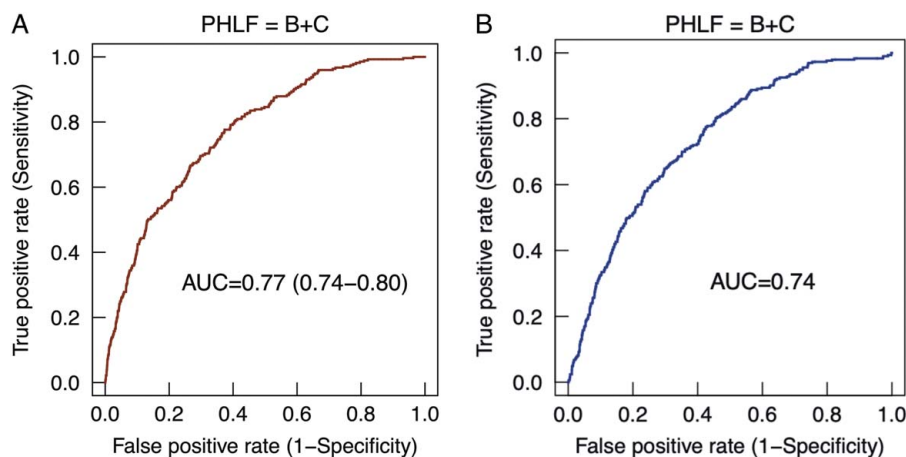 A
PHLF = B+C
1.0
0.8
0.6
0.4
0.2
0.0
True positive rate (Sensitivity)
AUC=0.77 (0.74−0.80)
0.0 0.2 0.4 0.6 0.8 1.0
False positive rate (1−Specificity)
B
PHLF = B+C
1.0
0.8
0.6
0.4
0.2
0.0
True positive rate (Sensitivity)
AUC=0.74
0.0 0.2 0.4 0.6 0.8 1.0
False positive rate (1−Specificity)